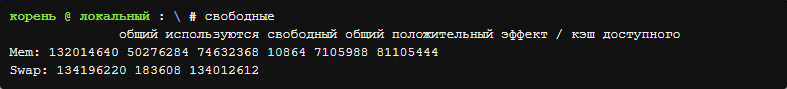 корень @ локальный : \ # свободные
общий используются свободный общий положительный эффект / кэш доступного
Mem: 132014640 50276284 74632368 10864 7105988 81105444
Swap: 134196220 183608 134012612